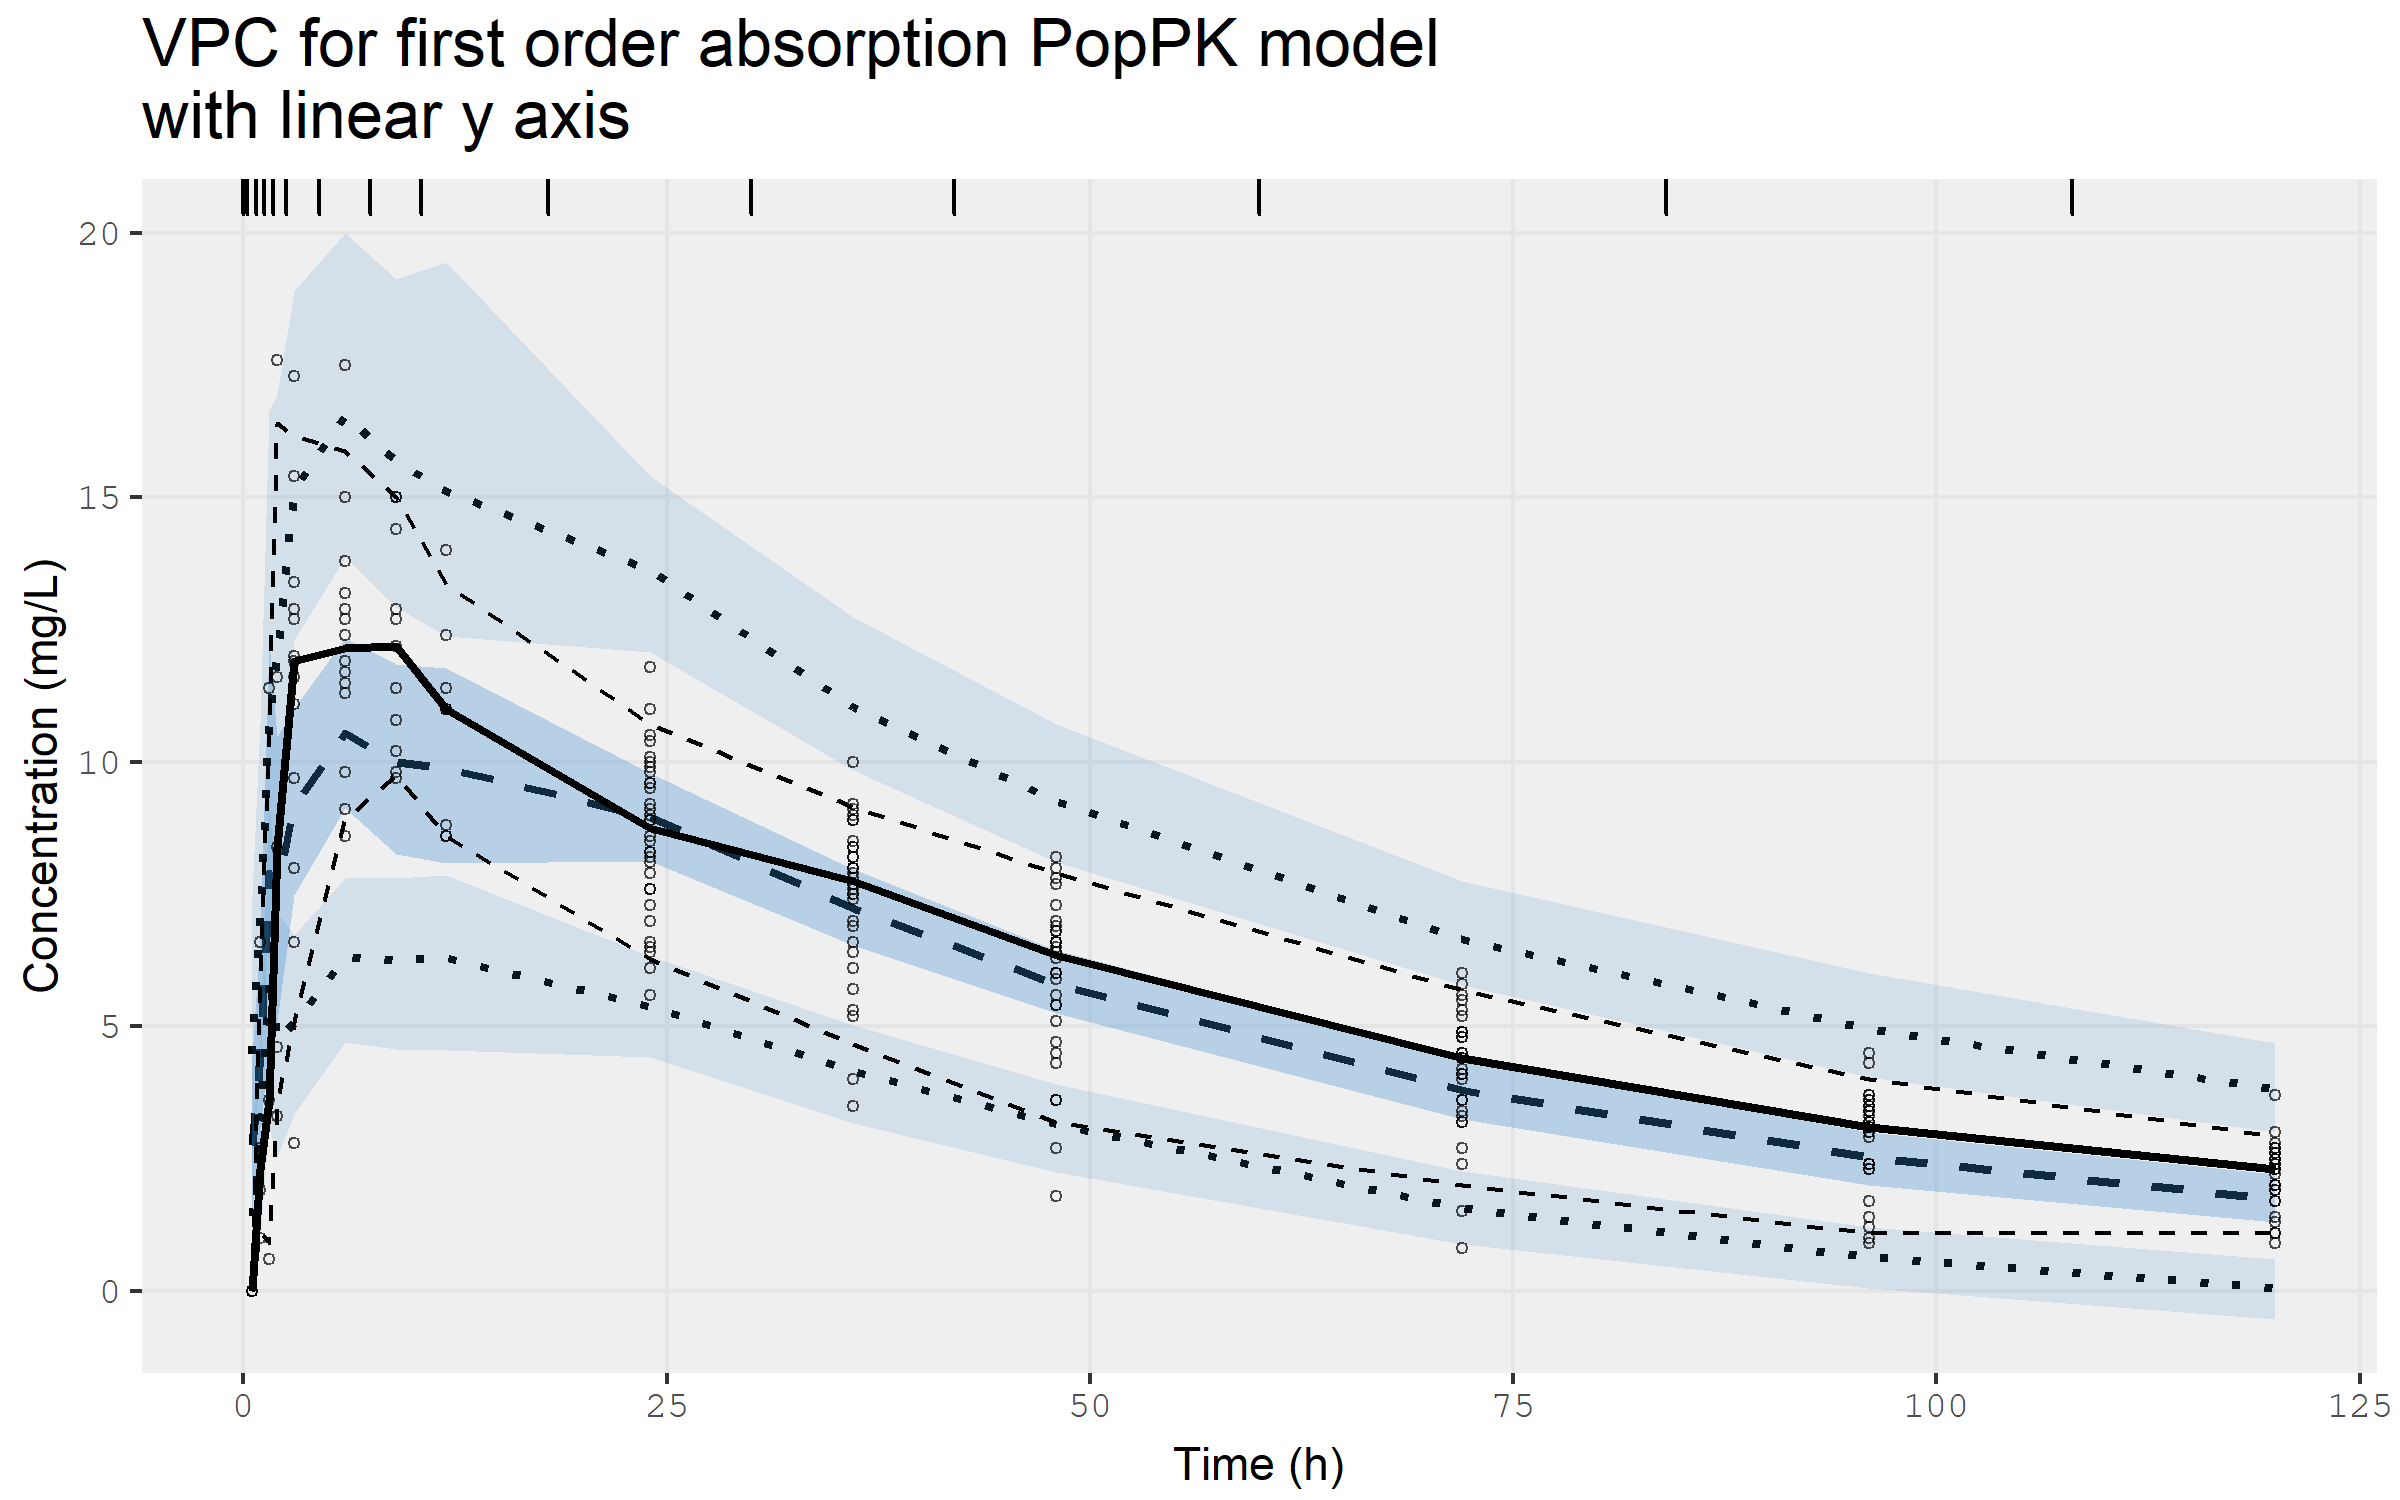 VPC for first order absorption PopPK model
with linear y axis
20
15
10
5
0
Concentration (mg/L)
0 25 50 75 100 125
Time (h)